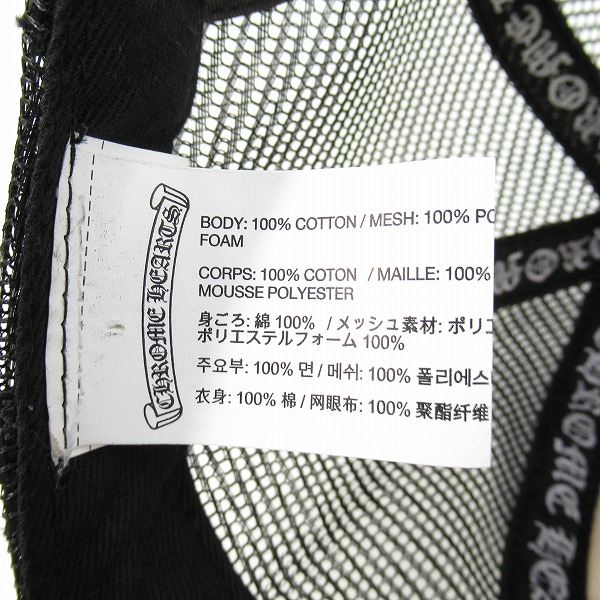 CHROME HEARTS
BODY: 100% COTTON / MESH: 100%
FOAM
CORPS: 100% COTON / MAILLE: 100%
MOUSSE POLYESTER
身ごろ: 綿 100% / メッシュ素材: ポリエ
ポリエステルフォーム 100%
주요부: 100% 면 / 메쉬: 100% 폴리에스
衣身: 100% 棉 / 网眼布: 100% 聚酯纤维